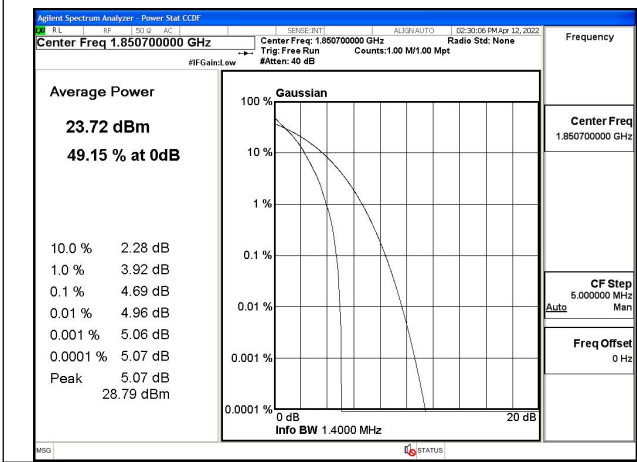 Agilent Spectrum Analyzer - Power Stat CCDF
RL RF 50 Ω AC SENSE:INT ALIGN AUTO 02:30:06 PM Apr 12, 2022
Center Freq 1.850700000 GHz
Center Freq: 1.850700000 GHz Radio Std: None
Trig: Free Run Counts:1.00 M/1.00 Mpt
#IFGain:Low #Atten: 40 dB
Frequency
Average Power
23.72 dBm
49.15 % at 0dB
10.0 % 2.28 dB
1.0 % 3.92 dB
0.1 % 4.69 dB
0.01 % 4.96 dB
0.001 % 5.06 dB
0.0001 % 5.07 dB
Peak 5.07 dB
28.79 dBm
Gaussian
100 %
10 %
1 %
0.1 %
0.01 %
0.001 %
0.0001 %
0 dB 20 dB
Info BW 1.4000 MHz
Center Freq
1.850700000 GHz
CF Step
5.000000 MHz
Auto Man
Freq Offset
0 Hz
MSG STATUS